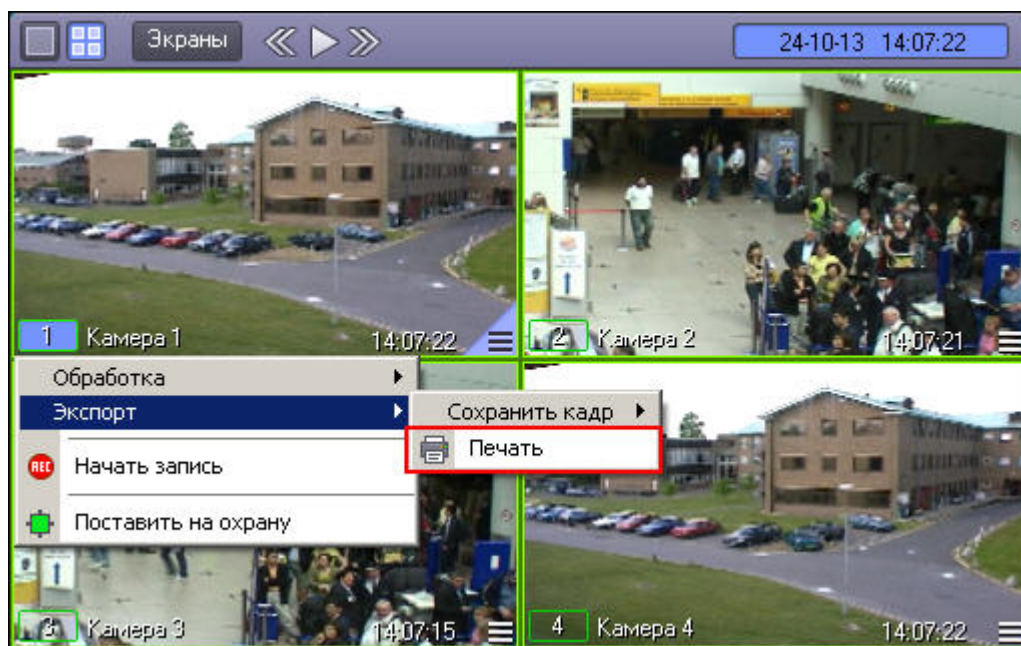 Экраны
24-10-13 14:07:22
1 Камера 1 14:07:22
2 Камера 2 14:07:21
Обработка
Экспорт
Сохранить кадр
Печать
REC Начать запись
Поставить на охрану
3 Камера 3 14:07:15
4 Камера 4 14:07:22